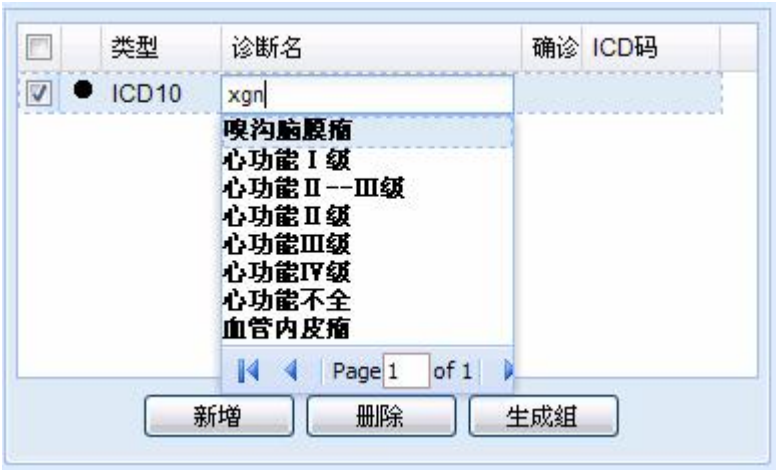 类型 诊断名 确诊 ICD码
ICD10 xgn
嗅沟脑膜瘤
心功能Ⅰ级
心功能Ⅱ--Ⅲ级
心功能Ⅱ级
心功能Ⅲ级
心功能Ⅳ级
心功能不全
血管内皮瘤
Page 1 of 1
新增 删除 生成组